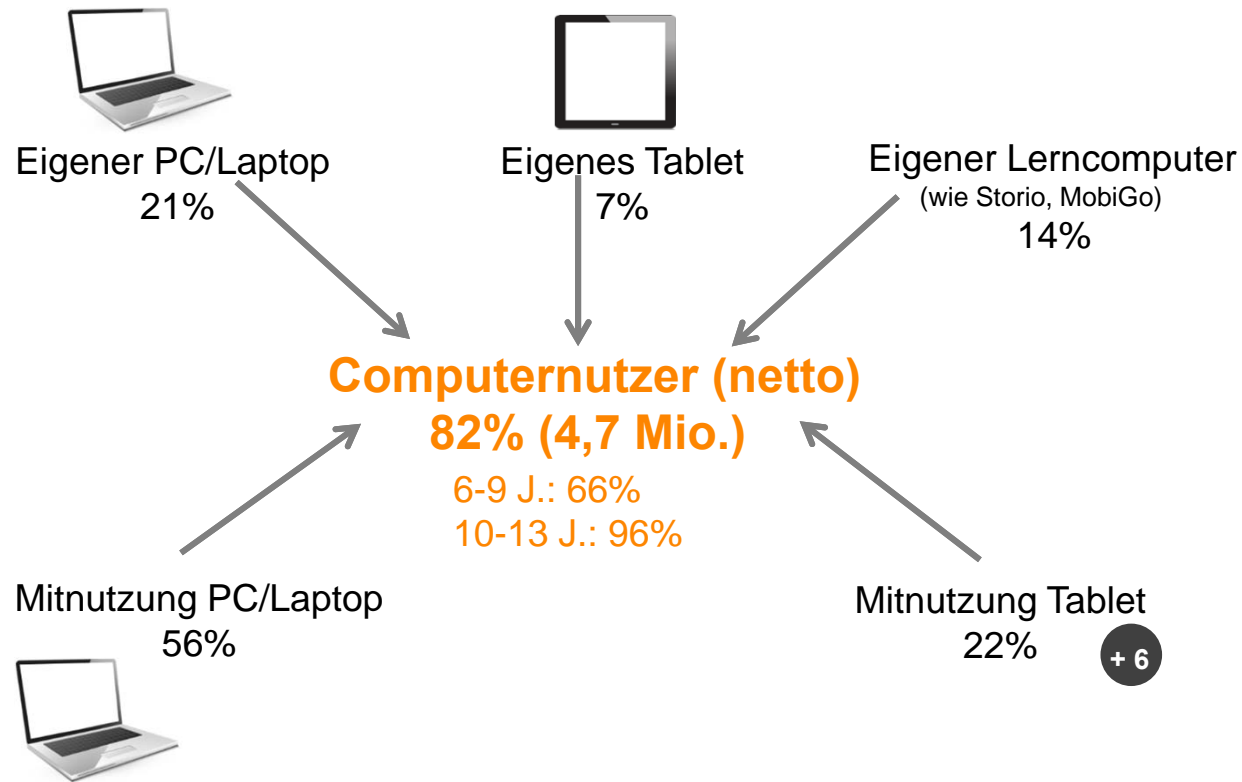 Eigener PC/Laptop
21%
Eigenes Tablet
7%
Eigener Lerncomputer
(wie Storio, MobiGo)
14%
Computernutzer (netto)
82% (4,7 Mio.)
6-9 J.: 66%
10-13 J.: 96%
Mitnutzung PC/Laptop
56%
Mitnutzung Tablet
22%
+ 6